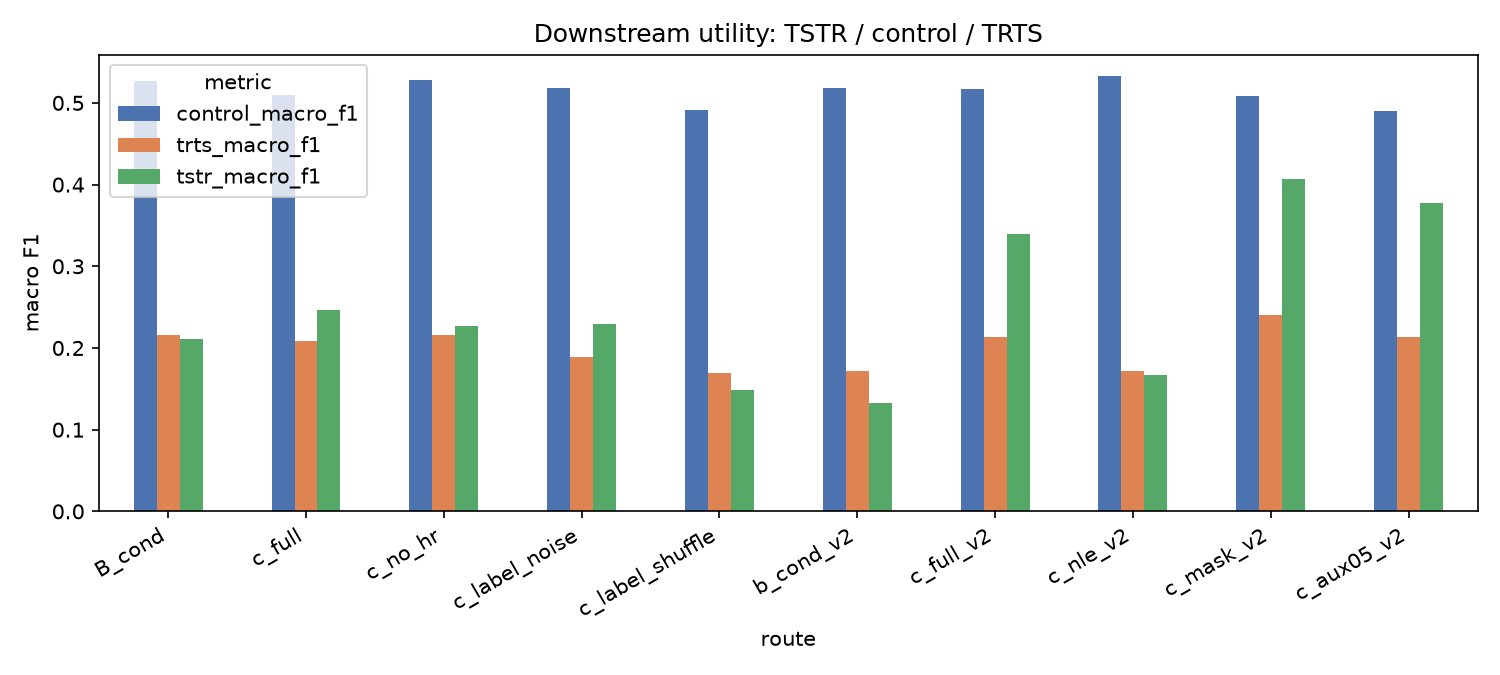 Downstream utility: TSTR / control / TRTS
metric
control_macro_f1
trts_macro_f1
tstr_macro_f1
macro F1
0.5
0.4
0.3
0.2
0.1
0.0
B_cond
c_full
c_no_hr
c_label_noise
c_label_shuffle
b_cond_v2
c_full_v2
c_nle_v2
c_mask_v2
c_aux05_v2
route